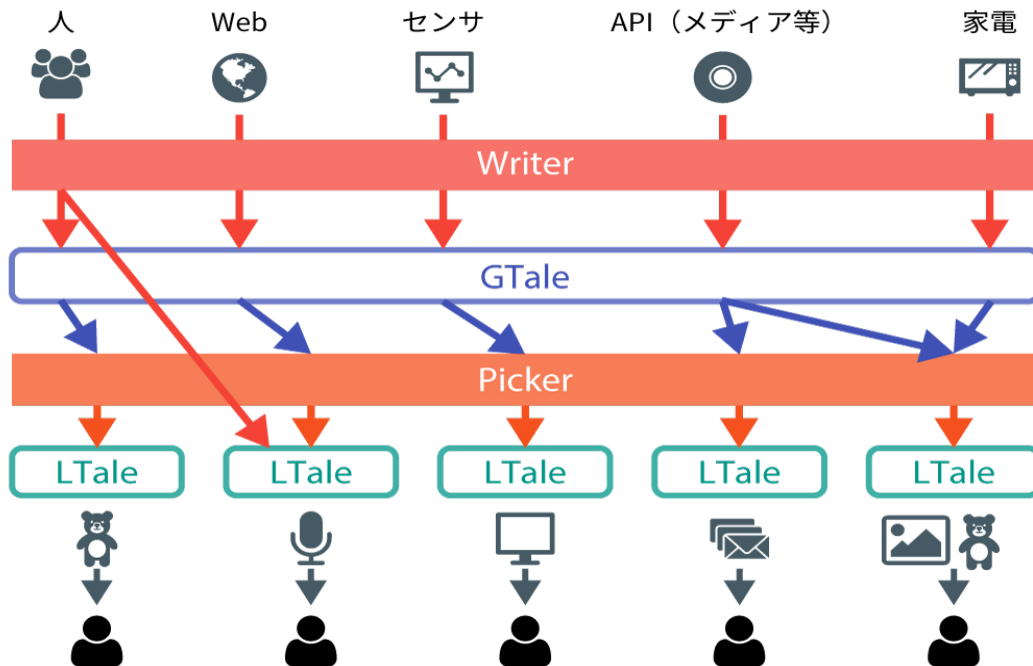 人 Web センサ API（メディア等） 家電
Writer
GTale
Picker
LTale LTale LTale LTale LTale